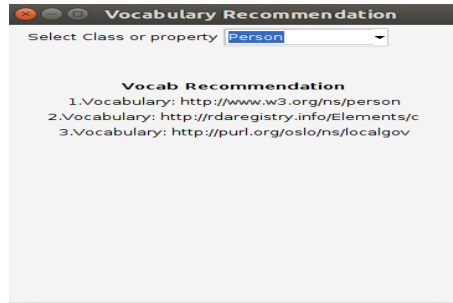 Vocabulary Recommendation
Select Class or property Person
Vocab Recommendation
1.Vocabulary: http://www.w3.org/ns/person
2.Vocabulary: http://rdaregistry.info/Elements/c
3.Vocabulary: http://purl.org/oslo/ns/localgov